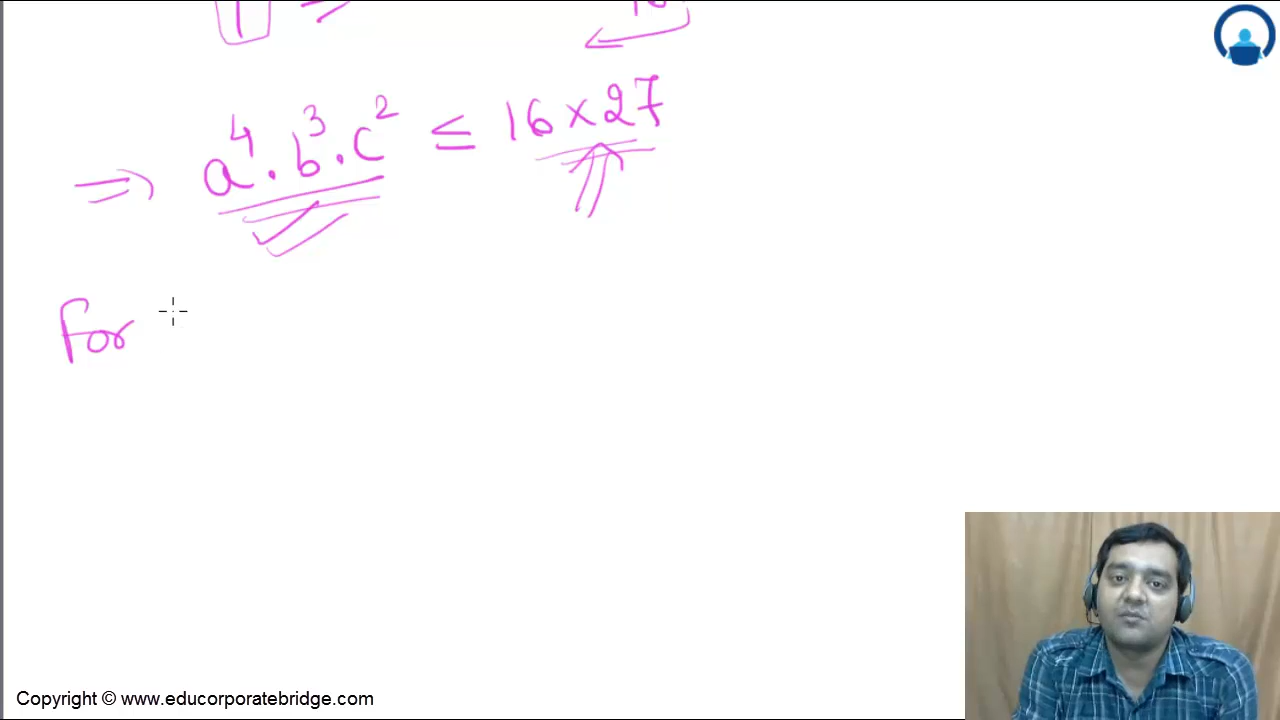 ⇒ a⁴ · b³ · c² ≤ 16 × 27
For
Copyright © www.educorporatebridge.com